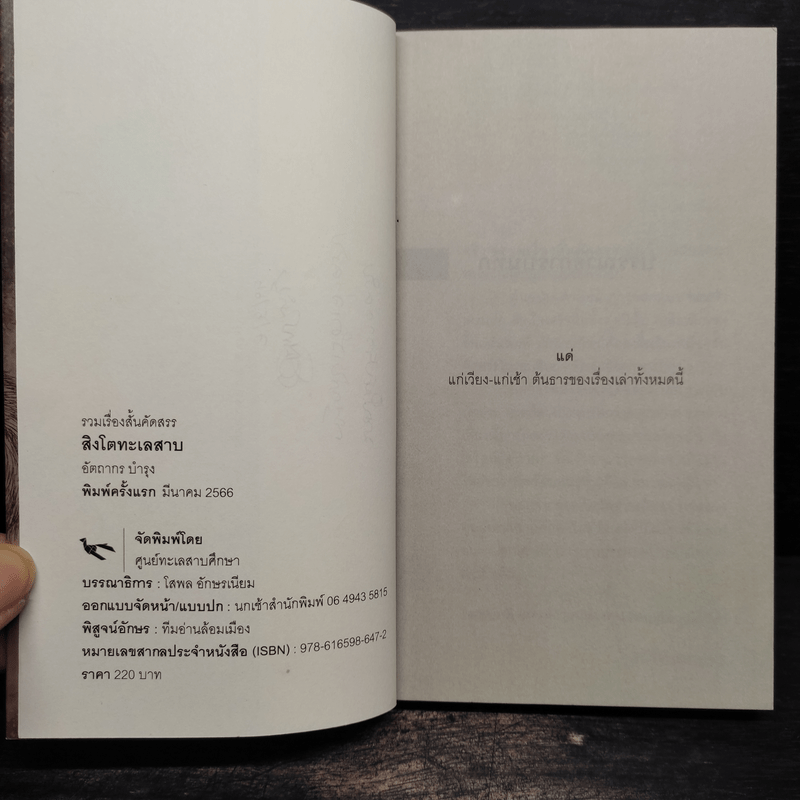 รวมเรื่องสั้นคัดสรร
สิงโตทะเลสาบ
อัตถากร บำรุง
พิมพ์ครั้งแรก มีนาคม 2566
จัดพิมพ์โดย
ศูนย์ทะเลสาบศึกษา
บรรณาธิการ : โสพล อักษรเนียม
ออกแบบจัดหน้า/แบบปก : นกเช้าสำนักพิมพ์ 06 4943 5815
พิสูจน์อักษร : ทีมอ่านล้อมเมือง
หมายเลขสากลประจำหนังสือ (ISBN) : 978-616598-647-2
ราคา 220 บาท
แด่
แก่เวียง-แก่เช้า ต้นธารของเรื่องเล่าทั้งหมดนี้